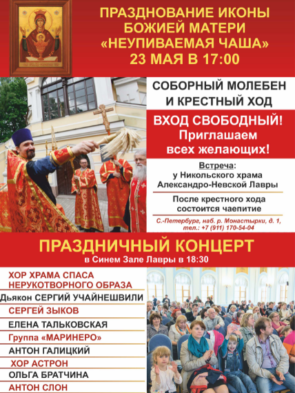 ПРАЗДНОВАНИЕ ИКОНЫ
БОЖИЕЙ МАТЕРИ
«НЕУПИВАЕМАЯ ЧАША»
23 МАЯ В 17:00
СОБОРНЫЙ МОЛЕБЕН
И КРЕСТНЫЙ ХОД
ВХОД СВОБОДНЫЙ!
Приглашаем
всех желающих!
Встреча:
у Никольского храма
Александро-Невской Лавры
После крестного хода
состоится чаепитие
С.-Петербург, наб. р. Монастырки, д. 1,
тел.: +7 (911) 170-54-04
ПРАЗДНИЧНЫЙ КОНЦЕРТ
в Синем Зале Лавры в 18:30
ХОР ХРАМА СПАСА
НЕРУКОТВОРНОГО ОБРАЗА
Дьякон СЕРГИЙ УЧАЙНЕШВИЛИ
СЕРГЕЙ ЗЫКОВ
ЕЛЕНА ТАЛЬКОВСКАЯ
Группа «МАРИНЕРО»
АНТОН ГАЛИЦКИЙ
ХОР АСТРОН
ОЛЬГА БРАТЧИНА
АНТОН СЛОН